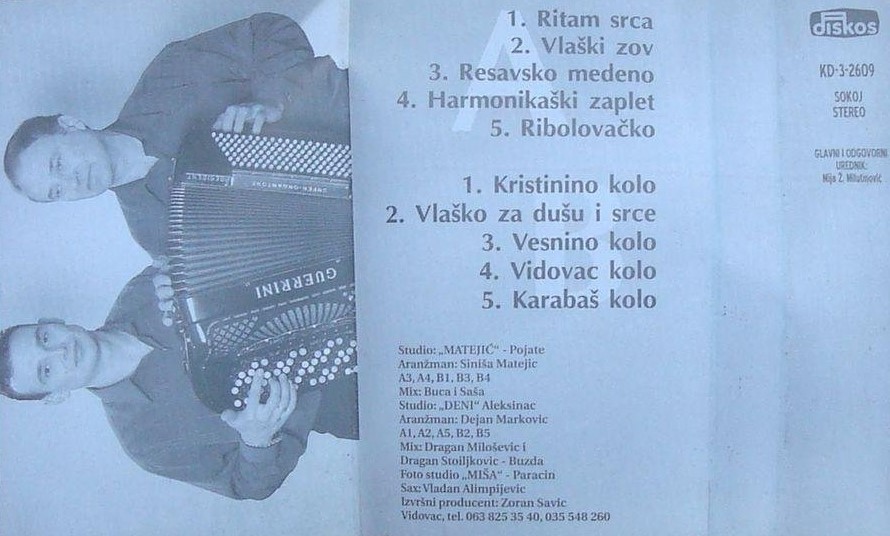 A
1. Ritam srca
2. Vlaški zov
3. Resavsko medeno
4. Harmonikaški zaplet
5. Ribolovačko
B
1. Kristinino kolo
2. Vlaško za dušu i srce
3. Vesnino kolo
4. Vidovac kolo
5. Karabaš kolo
Studio: „MATEJIĆ“ - Pojate
Aranžman: Siniša Matejic
A3, A4, B1, B3, B4
Mix: Buca i Saša
Studio: „DENI“ Aleksinac
Aranžman: Dejan Markovic
A1, A2, A5, B2, B5
Mix: Dragan Miloševic i
Dragan Stoiljkovic - Buzda
Foto studio „MIŠA“ - Paracin
Sax: Vladan Alimpijevic
Izvršni producent: Zoran Savic
Vidovac, tel. 063 825 35 40, 035 548 260
diskos
KD-3-2609
SOKOJ
STEREO
GLAVNI I ODGOVORNI
UREDNIK:
Mija Ž. Milutinović
GUERRINI
SUPER-ORGANTONE